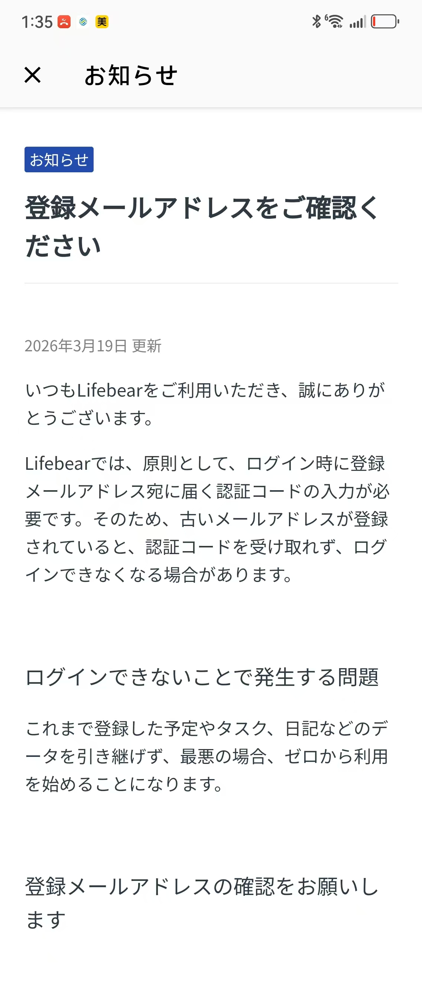 1:35 美 6
お知らせ
お知らせ
登録メールアドレスをご確認く
ださい
2026年3月19日 更新
いつもLifebearをご利用いただき、誠にありが
とうございます。
Lifebearでは、原則として、ログイン時に登録
メールアドレス宛に届く認証コードの入力が必
要です。そのため、古いメールアドレスが登録
されていると、認証コードを受け取れず、ログ
インできなくなる場合があります。
ログインできないことで発生する問題
これまで登録した予定やタスク、日記などのデ
ータを引き継げず、最悪の場合、ゼロから利用
を始めることになります。
登録メールアドレスの確認をお願いし
ます